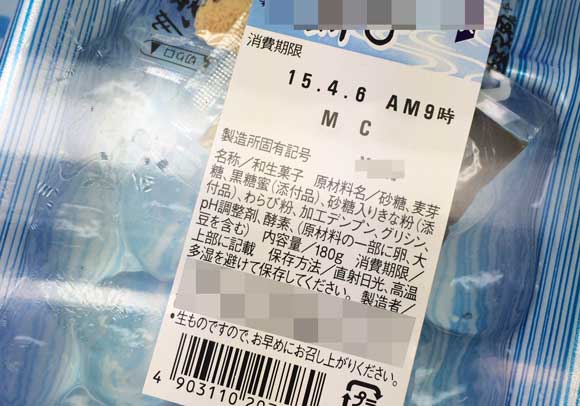 消費期限
15.4.6 AM9時
M C
製造所固有記号
名称／和生菓子 原材料名／砂糖、麦芽
糖、黒糖蜜(添付品)、砂糖入りきな粉(添
付品)、わらび粉、加工デンプン、グリシン、
pH調整剤、酵素、(原材料の一部に卵、大
豆を含む) 内容量／180g 消費期限／
上部に記載 保存方法／直射日光、高温
多湿を避けて保存してください。 製造者／
●生ものですので、お早めにお召し上がりください。
4 903110
プラ